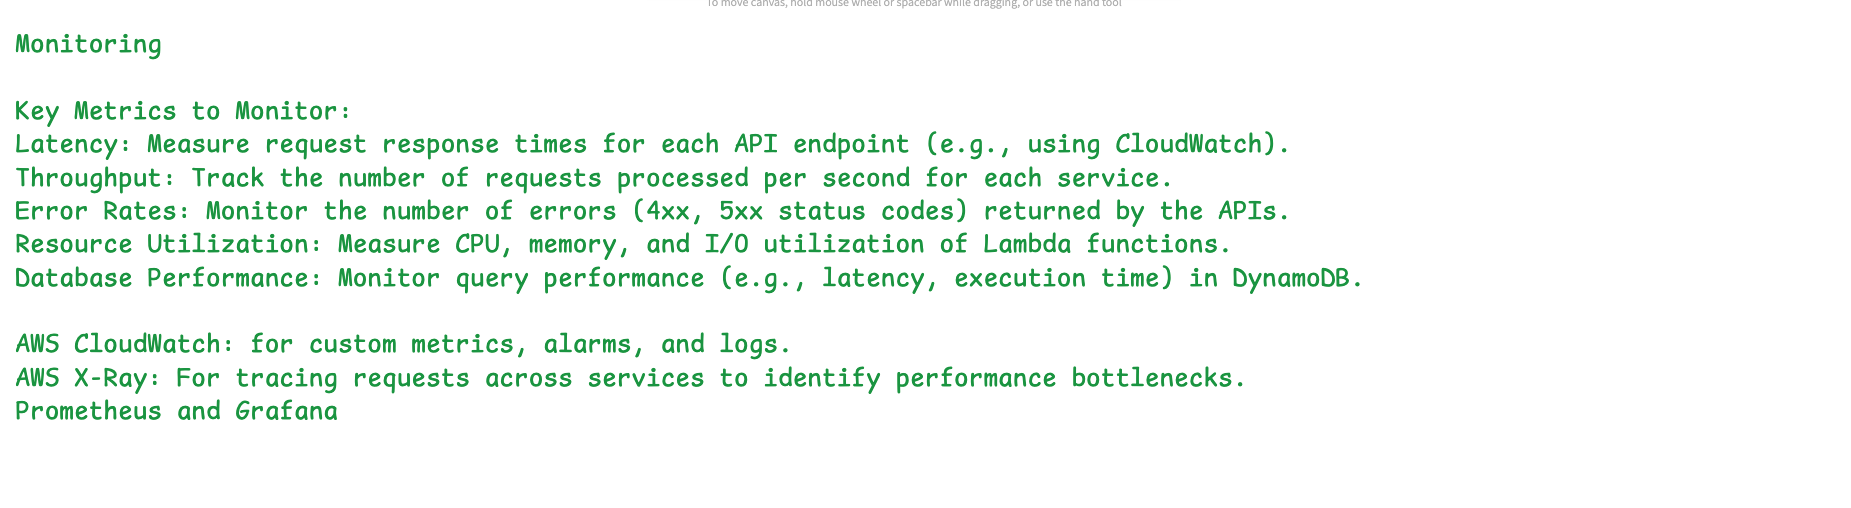 To move canvas, hold mouse wheel or spacebar while dragging, or use the hand tool
Monitoring
Key Metrics to Monitor:
Latency: Measure request response times for each API endpoint (e.g., using CloudWatch).
Throughput: Track the number of requests processed per second for each service.
Error Rates: Monitor the number of errors (4xx, 5xx status codes) returned by the APIs.
Resource Utilization: Measure CPU, memory, and I/O utilization of Lambda functions.
Database Performance: Monitor query performance (e.g., latency, execution time) in DynamoDB.
AWS CloudWatch: for custom metrics, alarms, and logs.
AWS X-Ray: For tracing requests across services to identify performance bottlenecks.
Prometheus and Grafana